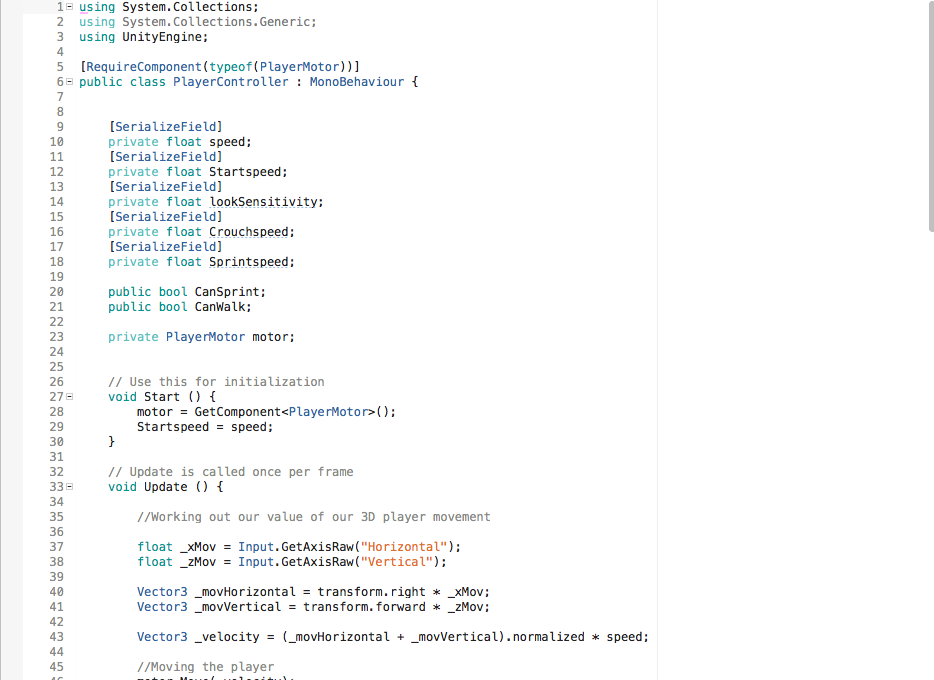 1 using System.Collections;
2 using System.Collections.Generic;
3 using UnityEngine;
4
5 [RequireComponent(typeof(PlayerMotor))]
6 public class PlayerController : MonoBehaviour {
7
8
9     [SerializeField]
10     private float speed;
11     [SerializeField]
12     private float Startspeed;
13     [SerializeField]
14     private float lookSensitivity;
15     [SerializeField]
16     private float Crouchspeed;
17     [SerializeField]
18     private float Sprintspeed;
19
20     public bool CanSprint;
21     public bool CanWalk;
22
23     private PlayerMotor motor;
24
25
26     // Use this for initialization
27     void Start () {
28         motor = GetComponent<PlayerMotor>();
29         Startspeed = speed;
30     }
31
32     // Update is called once per frame
33     void Update () {
34
35         //Working out our value of our 3D player movement
36
37         float _xMov = Input.GetAxisRaw("Horizontal");
38         float _zMov = Input.GetAxisRaw("Vertical");
39
40         Vector3 _movHorizontal = transform.right * _xMov;
41         Vector3 _movVertical = transform.forward * _zMov;
42
43         Vector3 _velocity = (_movHorizontal + _movVertical).normalized * speed;
44
45         //Moving the player